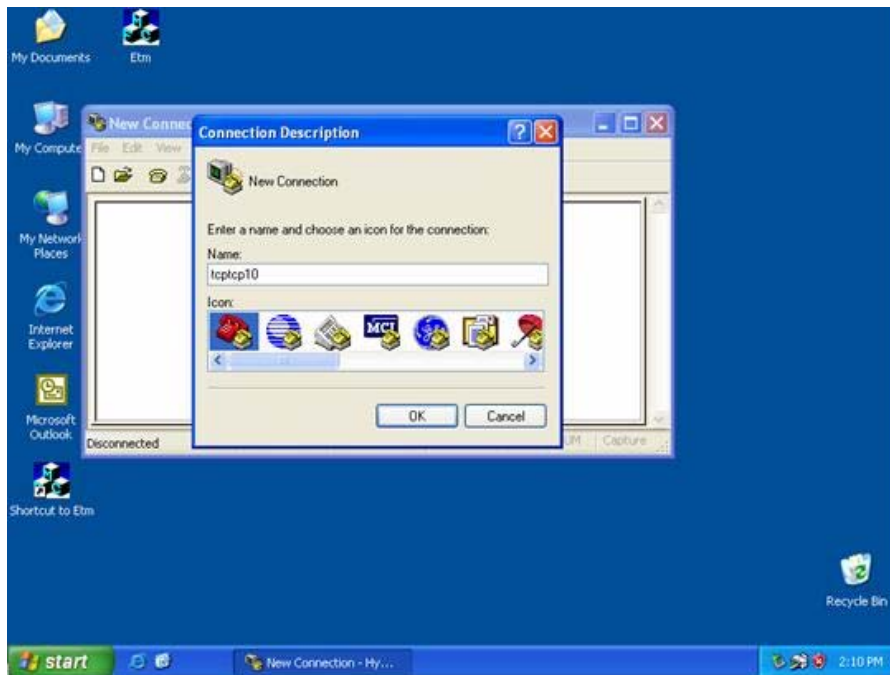 My Documents
Etm
My Compute
My Network
Places
Internet
Explorer
Microsoft
Outlook
Shortcut to Etm
Recycle Bin
New Connec
File Edit View
Connection Description
New Connection
Enter a name and choose an icon for the connection:
Name:
tcptcp10
Icon:
MCI
OK
Cancel
Disconnected
UM
Capture
start
New Connection - Hy...
2:10 PM